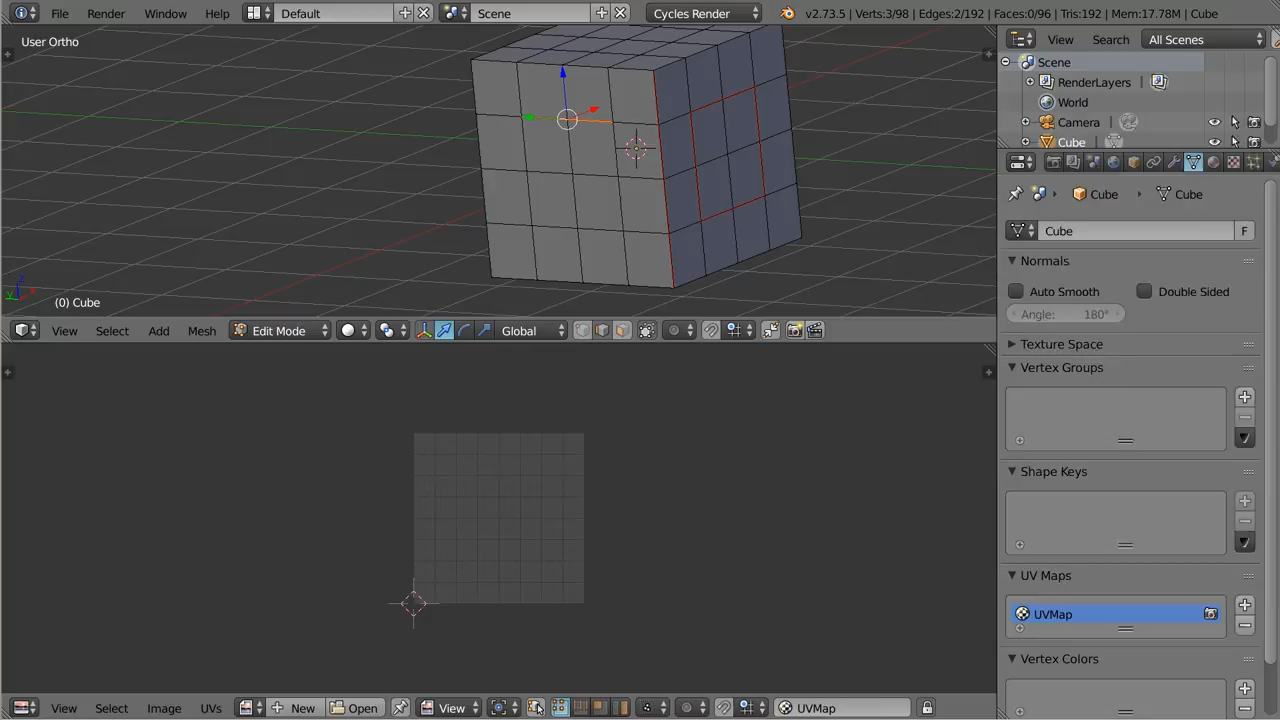 File Render Window Help Default Scene Cycles Render v2.73.5 | Verts:3/98 | Edges:2/192 | Faces:0/96 | Tris:192 | Mem:17.78M | Cube
User Ortho
View Search All Scenes
Scene
RenderLayers
World
Camera
Cube
Cube Cube
Cube F
Normals
Auto Smooth Double Sided
Angle: 180°
Texture Space
Vertex Groups
Shape Keys
UV Maps
UVMap
Vertex Colors
z
y
(0) Cube
View Select Add Mesh Edit Mode Global
View Select Image UVs New Open View UVMap